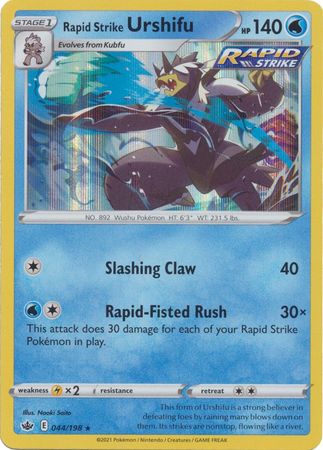 STAGE 1
Rapid Strike Urshifu HP 140
Evolves from Kubfu
RAPID STRIKE
NO. 892 Wushu Pokémon HT: 6'3" WT: 231.5 lbs.
Slashing Claw 40
Rapid-Fisted Rush 30×
This attack does 30 damage for each of your Rapid Strike
Pokémon in play.
weakness ×2 resistance retreat
Illus. Naoki Saito
E 044/198 ★
This form of Urshifu is a strong believer in
defeating foes by raining many blows down on
them. Its strikes are nonstop, flowing like a river.
©2021 Pokémon / Nintendo / Creatures / GAME FREAK